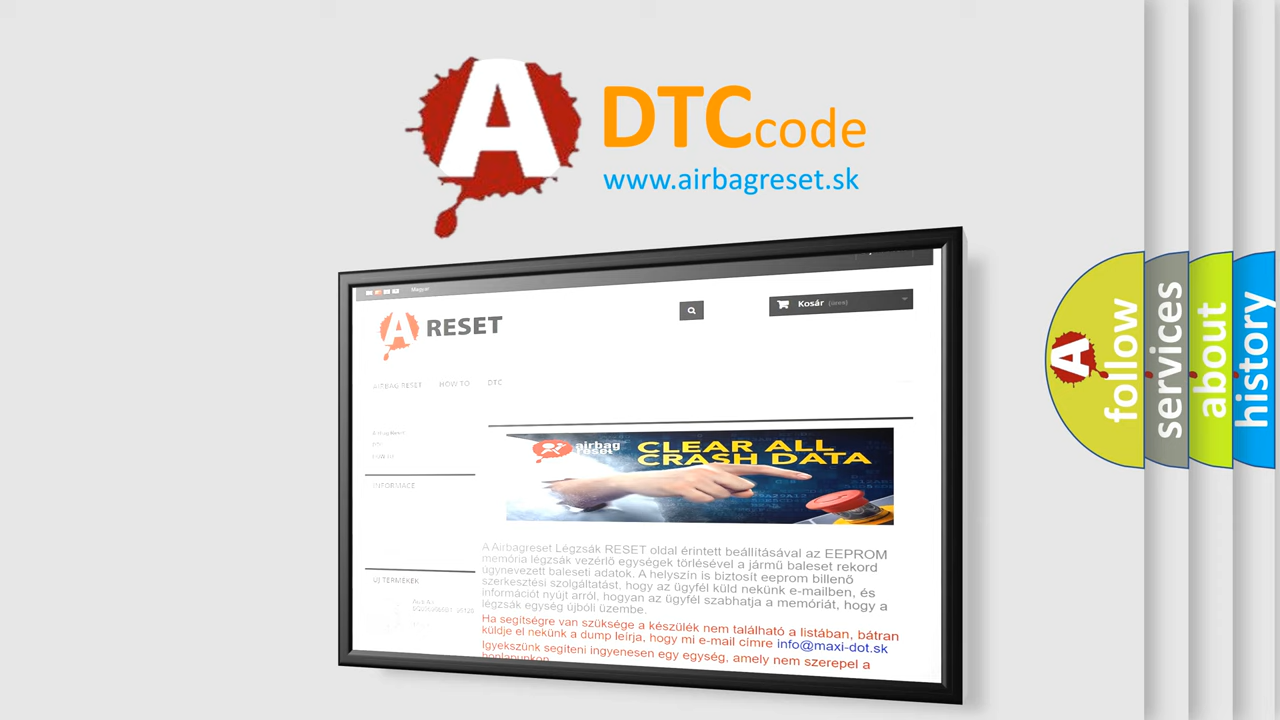 A
DTC code
www.airbagreset.sk
Magyar
A RESET
Kosár (üres)
AIRBAG RESET HOW TO DTC
INFORMACE
ÚJ TERMÉKEK
airbag
reset
CLEAR ALL
CRASH DATA
A Airbagreset Légzsák RESET oldal érintett beállításával az EEPROM
memória légzsák vezérlő egységek törlésével a jármű baleset rekord
úgynevezett baleseti adatok. A helyszín is biztosít eeprom billenő
szerkesztési szolgáltatást, hogy az ügyfél küld nekünk e-mailben, és
információt nyújt arról, hogyan az ügyfél szabhatja a memóriát, hogy a
légzsák egység újbóli üzembe.
Ha segítségre van szüksége a készülék nem található a listában, bátran
küldje el nekünk a dump leírja, hogy mi e-mail címre info@maxi-dot.sk
Igyekszünk segíteni ingyenesen egy egység, amely nem szerepel a
honlapunkon
A
follow
services
about
history